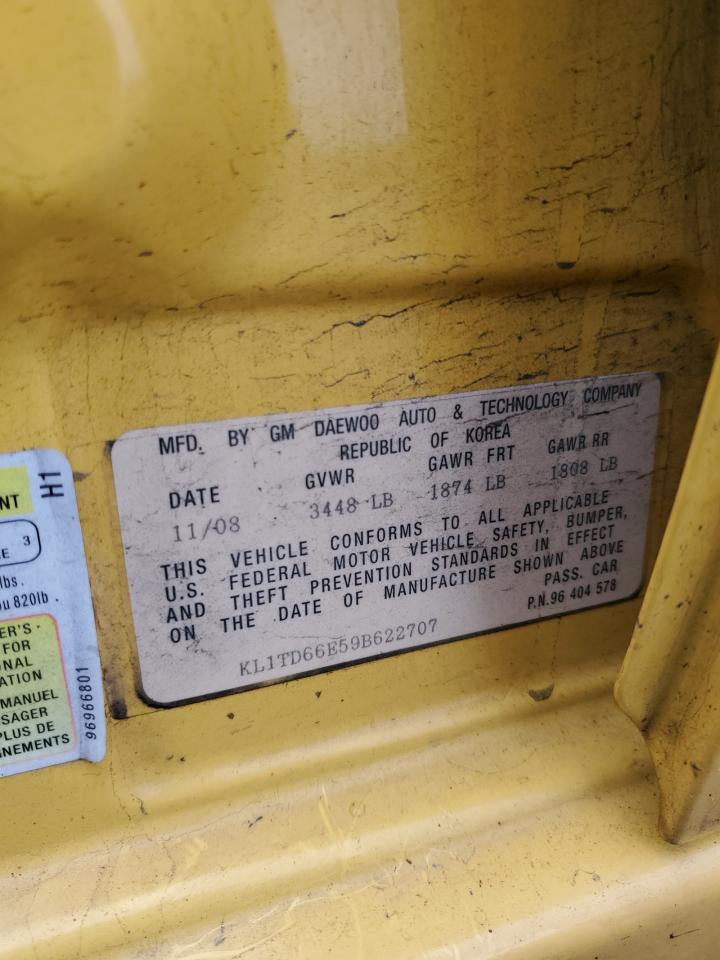 MFD. BY GM DAEWOO AUTO & TECHNOLOGY COMPANY
REPUBLIC OF KOREA
DATE GVWR GAWR FRT GAWR RR
11/08 3448 LB 1874 LB 1808 LB
THIS VEHICLE CONFORMS TO ALL APPLICABLE
U.S. FEDERAL MOTOR VEHICLE SAFETY, BUMPER,
AND THEFT PREVENTION STANDARDS IN EFFECT
ON THE DATE OF MANUFACTURE SHOWN ABOVE
PASS. CAR
P.N.96 404 578
KL1TD66E59B622707
H1
NT
E 3
lbs.
ou 820lb.
ER'S
FOR
ONAL
ATION
MANUEL
SAGER
PLUS DE
NEMENTS
96966801